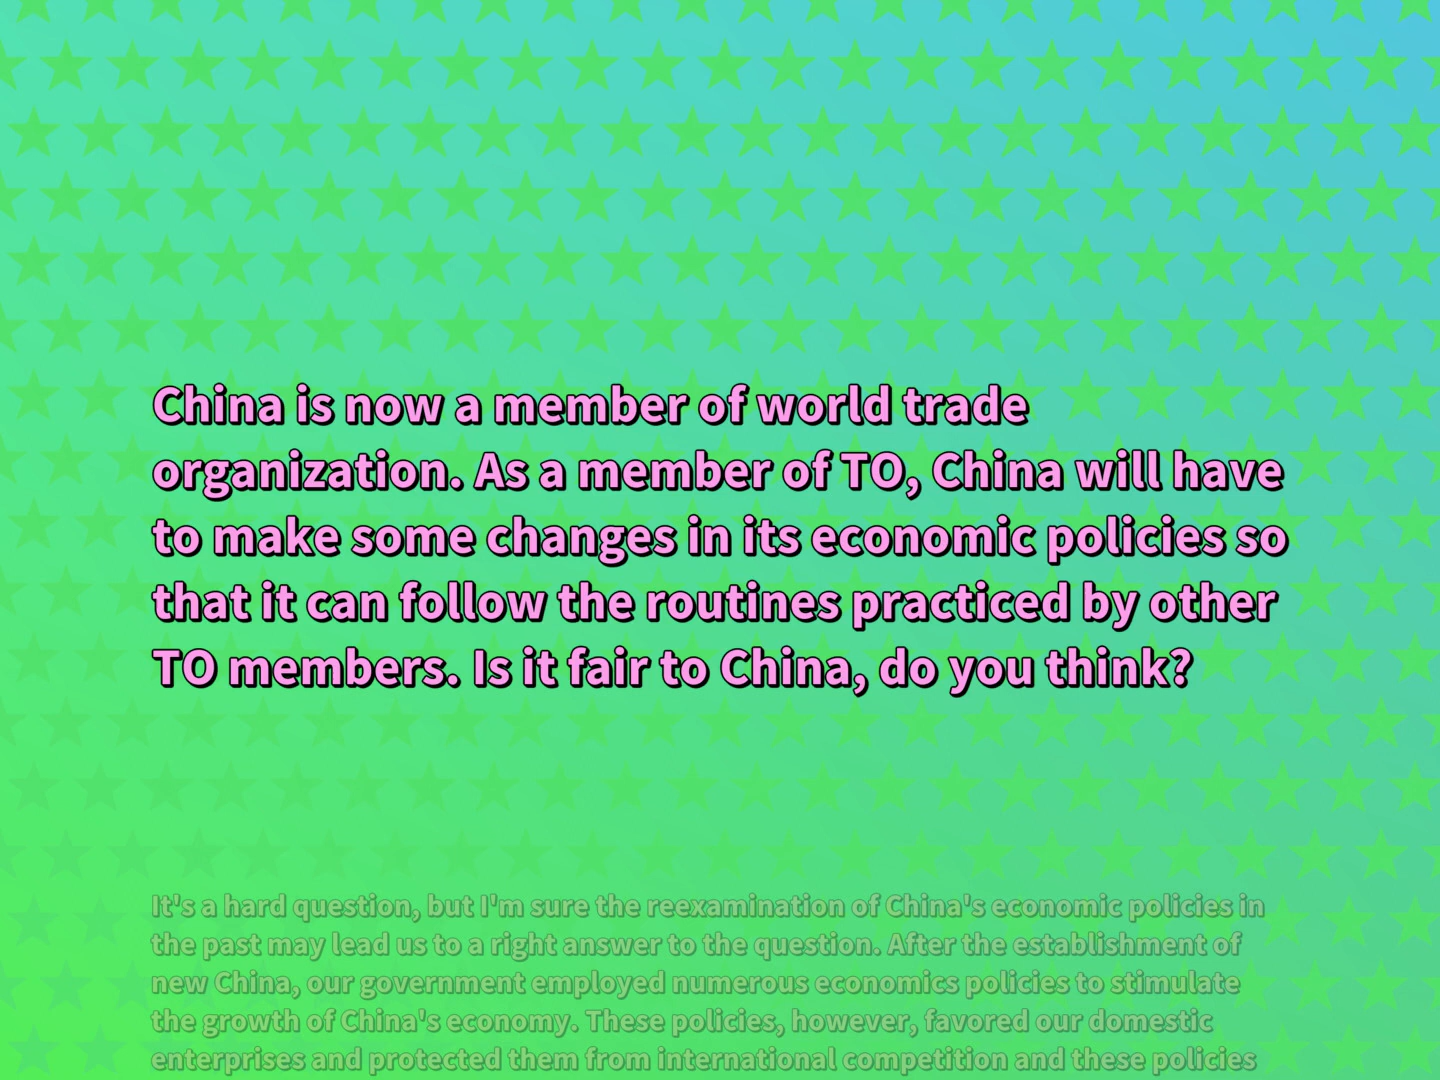 China is now a member of world trade
organization. As a member of TO, China will have
to make some changes in its economic policies so
that it can follow the routines practiced by other
TO members. Is it fair to China, do you think?
It's a hard question, but I'm sure the reexamination of China's economic policies in
the past may lead us to a right answer to the question. After the establishment of
new China, our government employed numerous economics policies to stimulate
the growth of China's economy. These policies, however, favored our domestic
enterprises and protected them from international competition and these policies